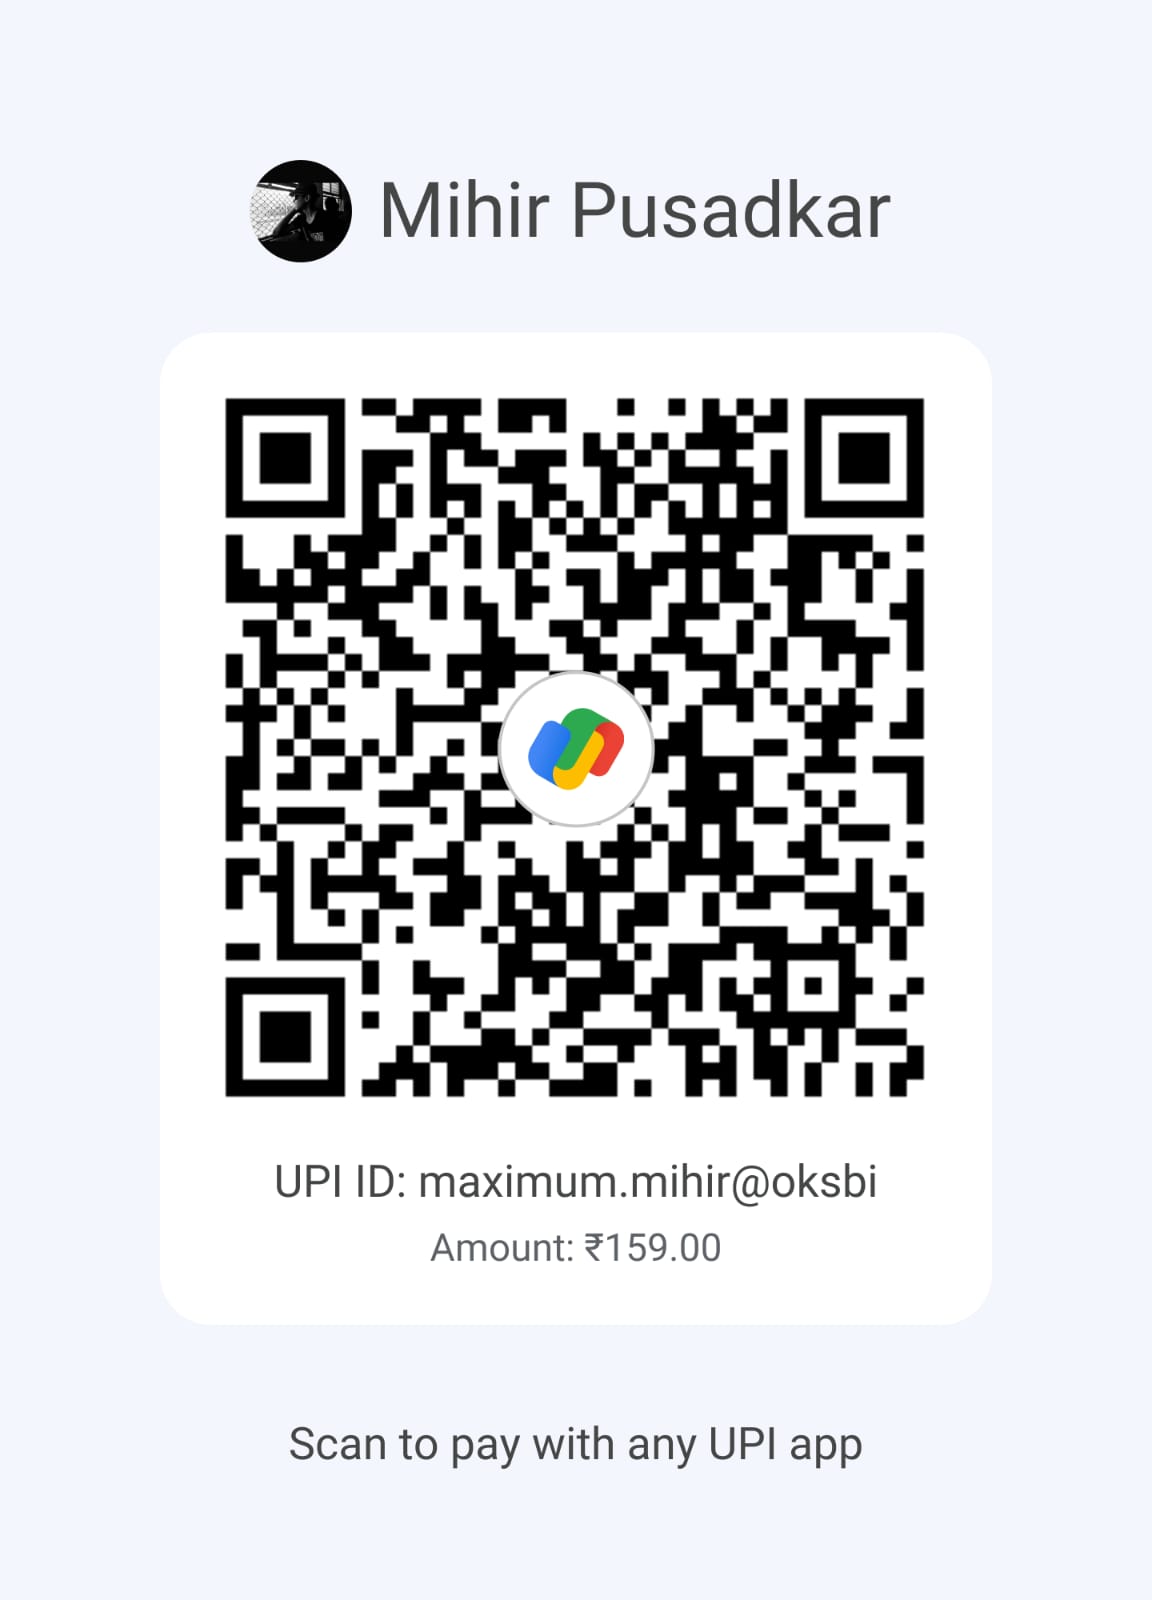 Mihir Pusadkar
UPI ID: maximum.mihir@oksbi
Amount: ₹159.00
Scan to pay with any UPI app